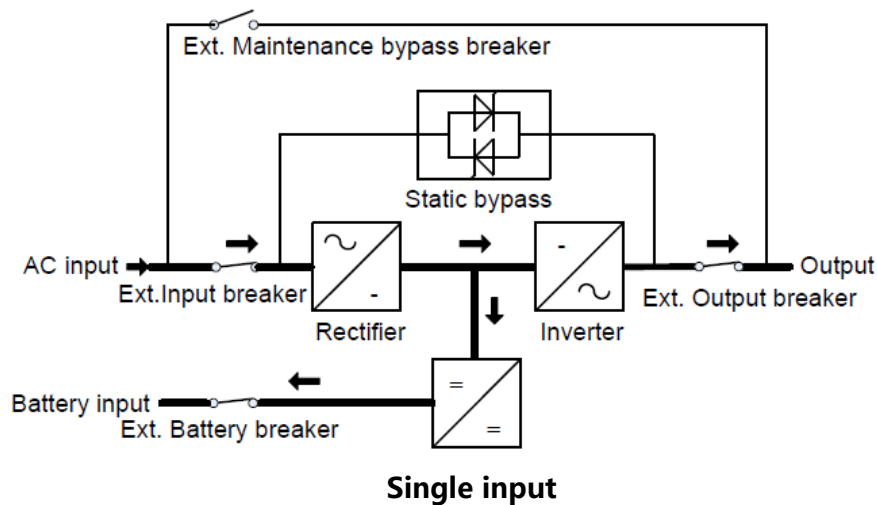 Ext. Maintenance bypass breaker
Static bypass
AC input
Ext.Input breaker
Rectifier
Inverter
Output
Ext. Output breaker
Battery input
Ext. Battery breaker
Single input